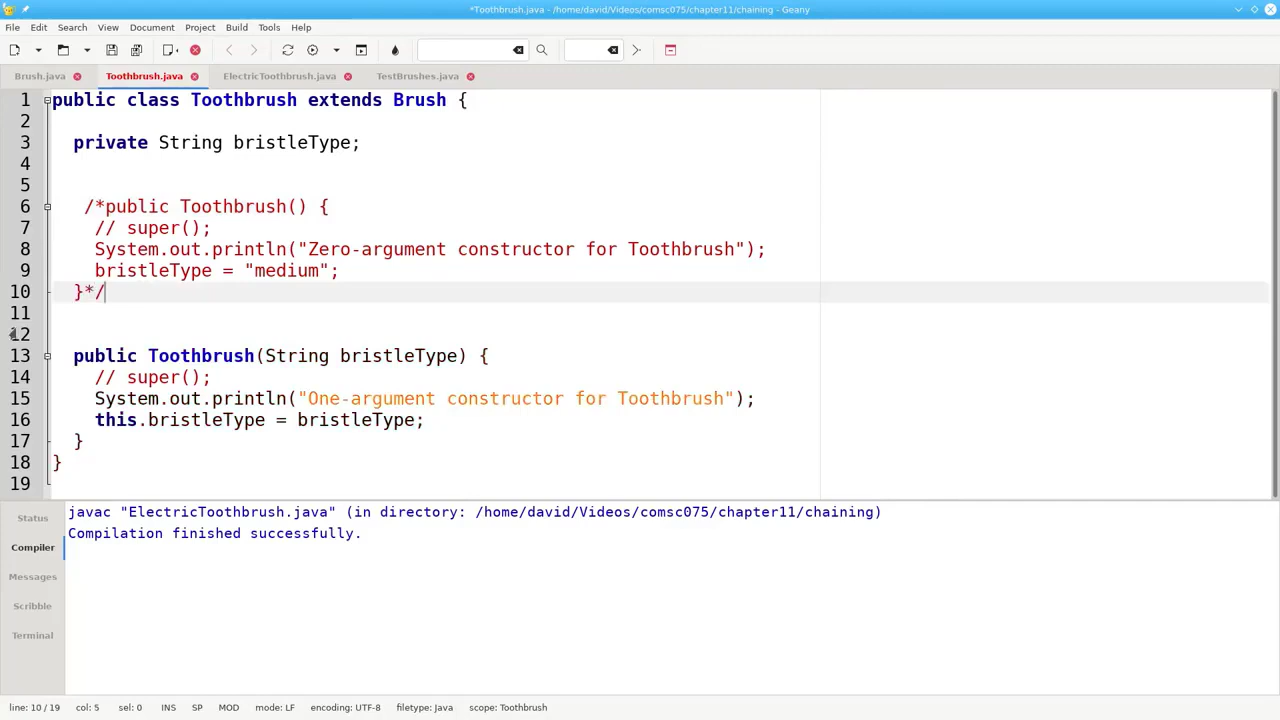 *Toothbrush.java - /home/david/Videos/comsc075/chapter11/chaining - Geany
File Edit Search View Document Project Build Tools Help
Brush.java Toothbrush.java ElectricToothbrush.java TestBrushes.java
1 public class Toothbrush extends Brush {
2
3 private String bristleType;
4
5
6 /*public Toothbrush() {
7 // super();
8 System.out.println("Zero-argument constructor for Toothbrush");
9 bristleType = "medium";
10 }*/
11
12
13 public Toothbrush(String bristleType) {
14 // super();
15 System.out.println("One-argument constructor for Toothbrush");
16 this.bristleType = bristleType;
17 }
18 }
19
Status
Compiler
Messages
Scribble
Terminal
javac "ElectricToothbrush.java" (in directory: /home/david/Videos/comsc075/chapter11/chaining)
Compilation finished successfully.
line: 10 / 19 col: 5 sel: 0 INS SP MOD mode: LF encoding: UTF-8 filetype: Java scope: Toothbrush